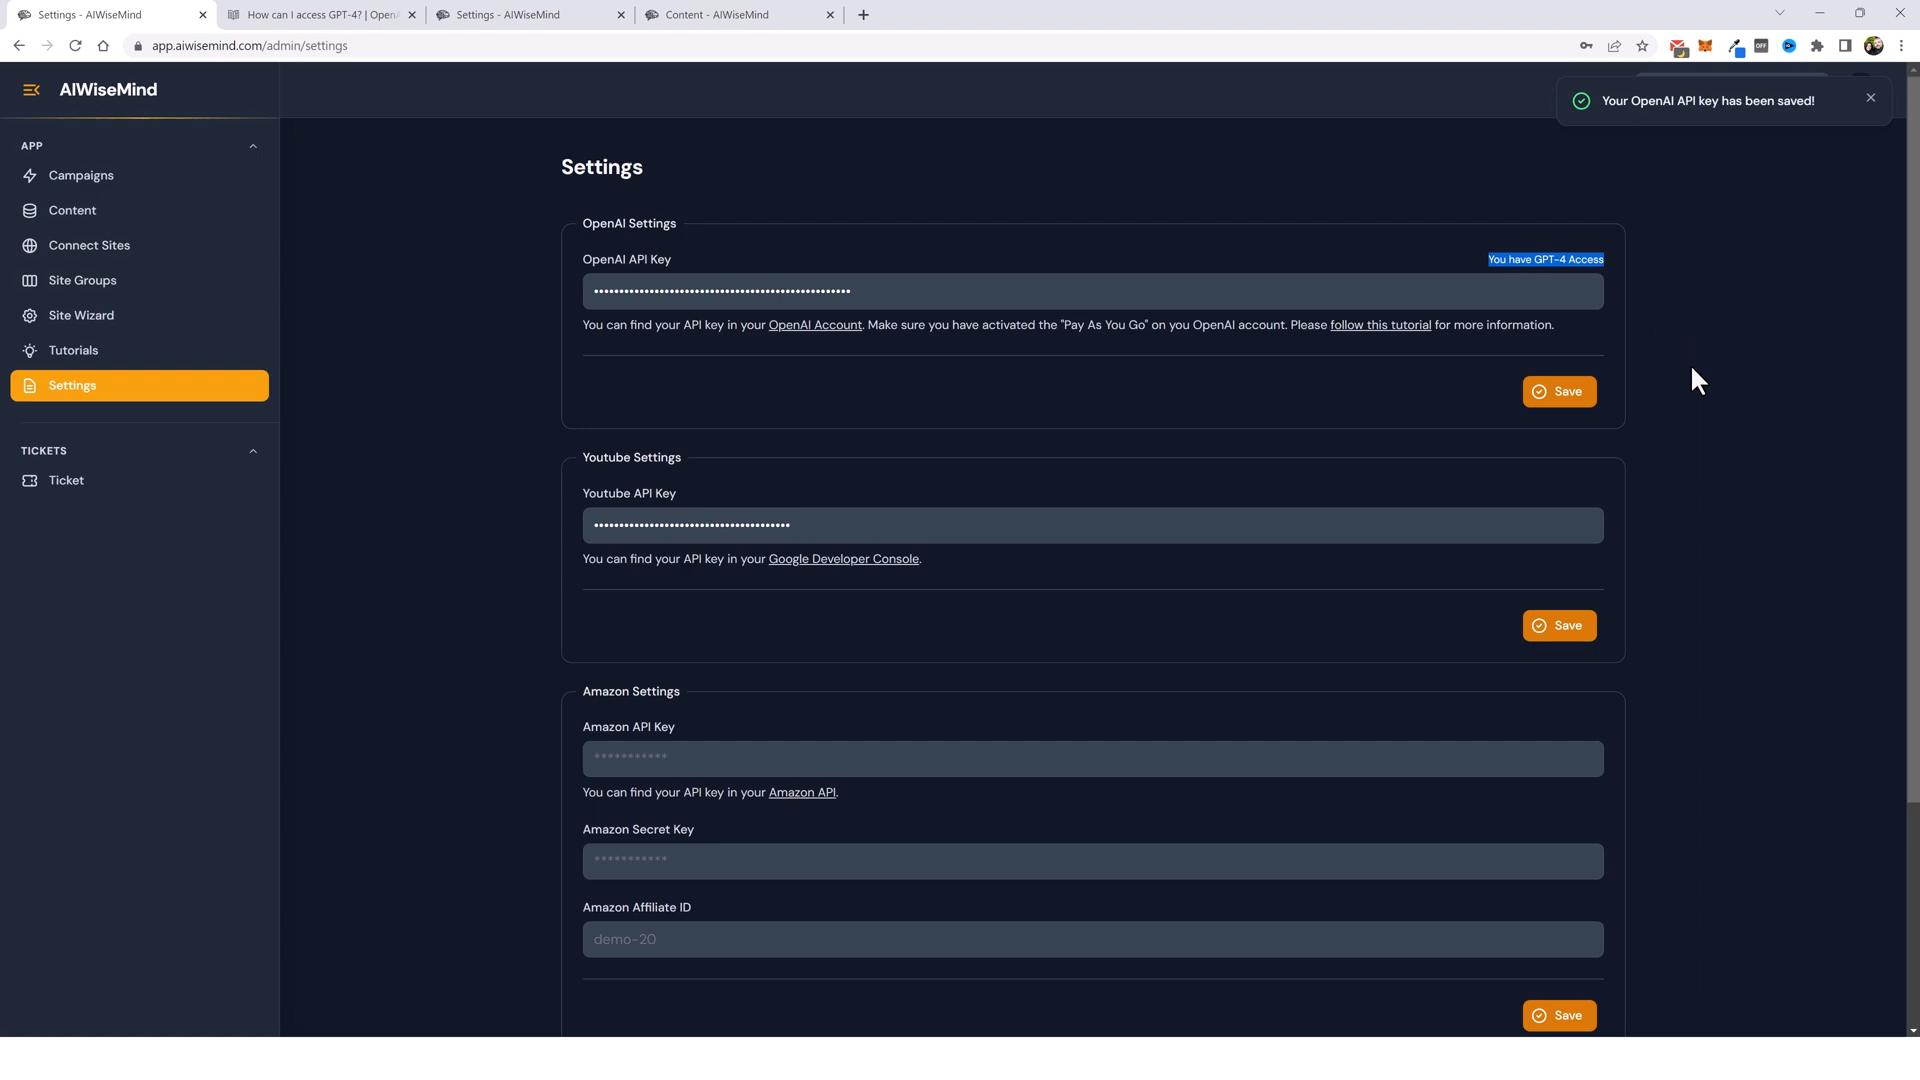 Settings - AIWiseMind
How can I access GPT-4? | OpenA
Settings - AIWiseMind
Content - AIWiseMind
app.aiwisemind.com/admin/settings
OFF
AIWiseMind
Your OpenAI API key has been saved!
APP
Campaigns
Content
Connect Sites
Site Groups
Site Wizard
Tutorials
Settings
TICKETS
Ticket
Settings
OpenAI Settings
OpenAI API Key
You have GPT-4 Access
••••••••••••••••••••••••••••••••••••••••••••••••••••
You can find your API key in your OpenAI Account. Make sure you have activated the "Pay As You Go" on you OpenAI account. Please follow this tutorial for more information.
Save
Youtube Settings
Youtube API Key
•••••••••••••••••••••••••••••••••••••••
You can find your API key in your Google Developer Console.
Save
Amazon Settings
Amazon API Key
***********
You can find your API key in your Amazon API.
Amazon Secret Key
***********
Amazon Affiliate ID
demo-20
Save